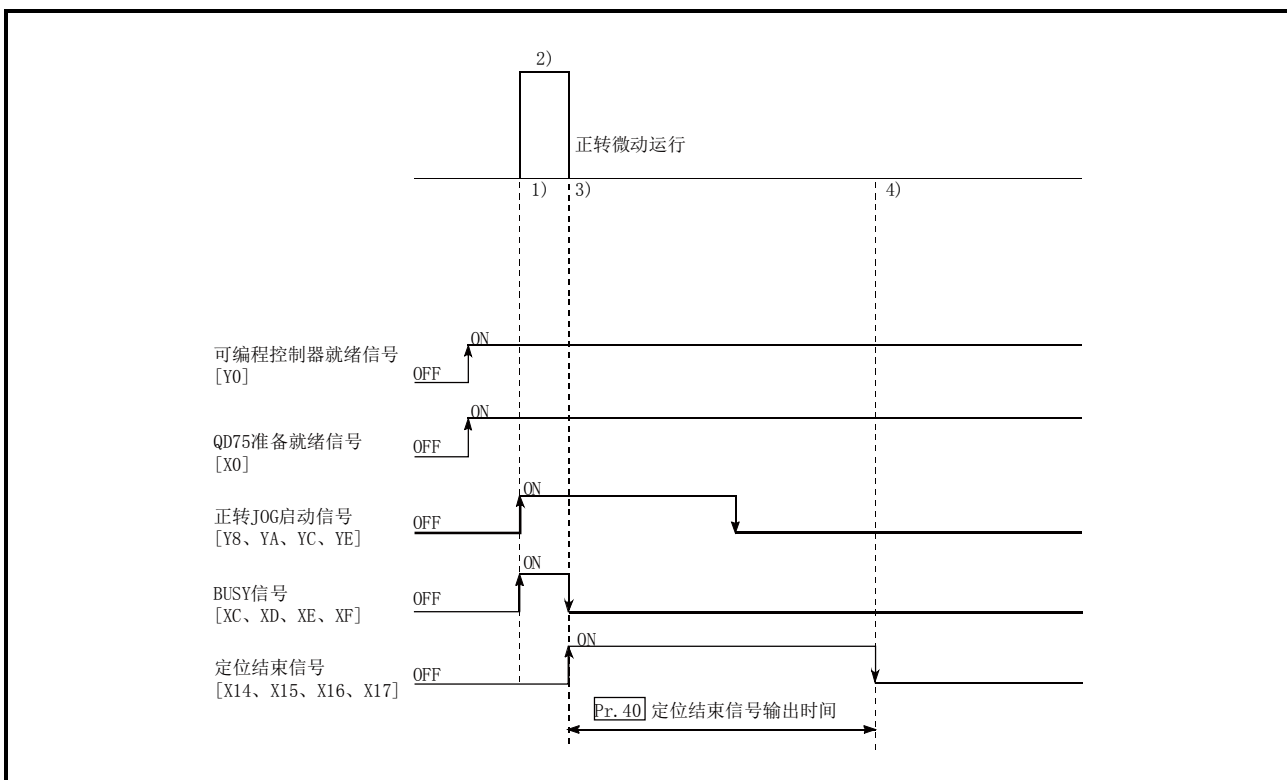 2)
正转微动运行
1)
3)
4)
ON
可编程控制器就绪信号
[Y0]
OFF
ON
QD75准备就绪信号
[X0]
OFF
ON
正转JOG启动信号
[Y8、YA、YC、YE]
OFF
ON
BUSY信号
[XC、XD、XE、XF]
OFF
ON
定位结束信号
[X14、X15、X16、X17]
OFF
Pr.40 定位结束信号输出时间